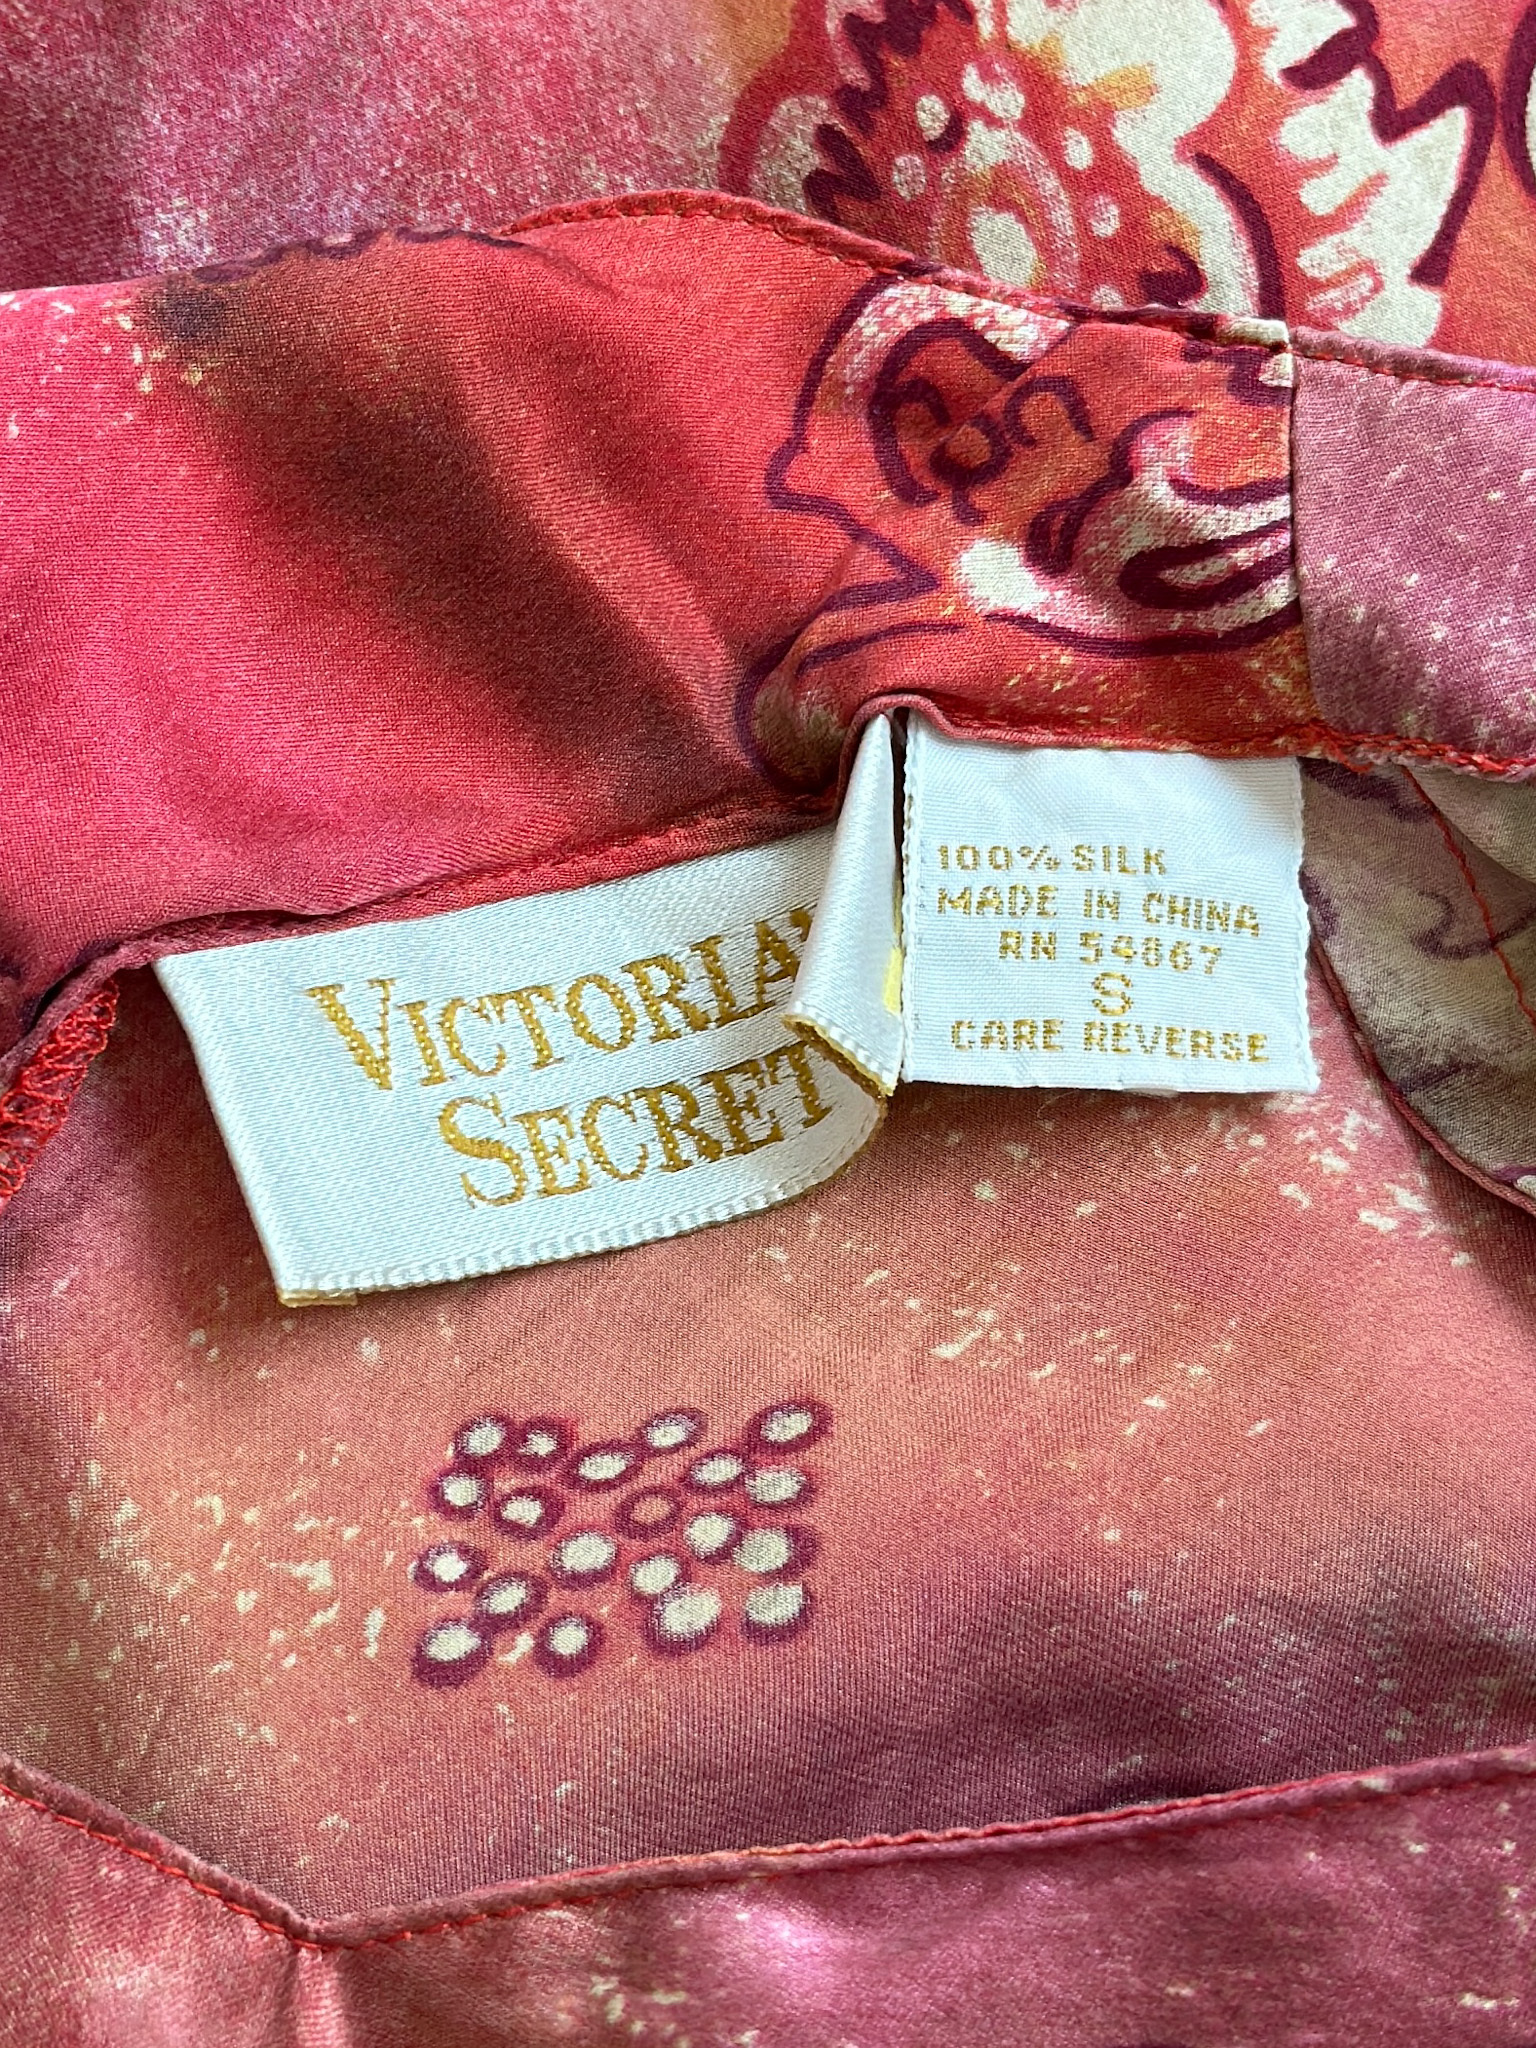 VICTORIA'
SECRET
100% SILK
MADE IN CHINA
RN 54867
S
CARE REVERSE